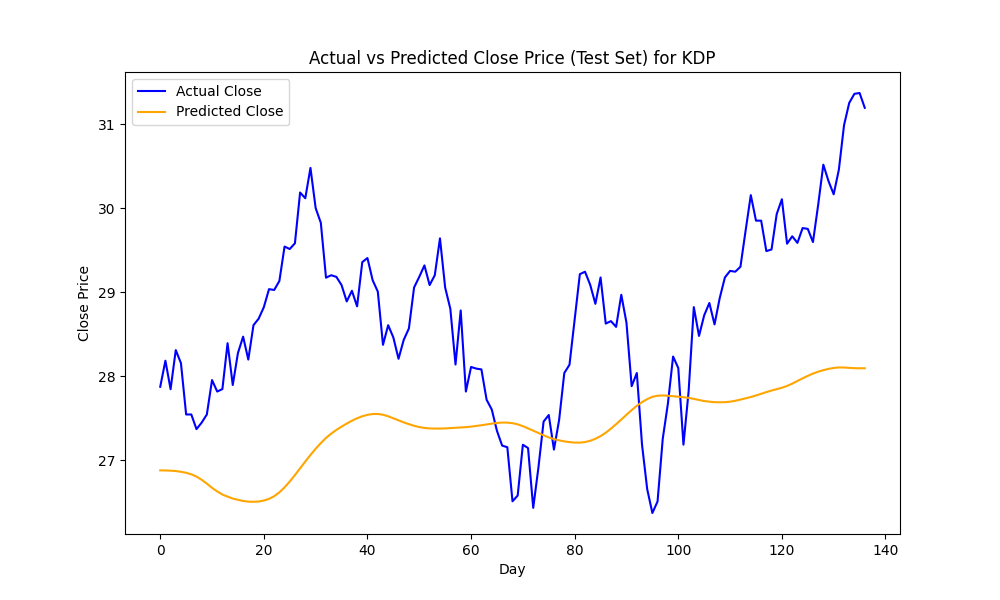 Actual vs Predicted Close Price (Test Set) for KDP
Actual Close
Predicted Close
31
30
29
28
27
Close Price
0 20 40 60 80 100 120 140
Day